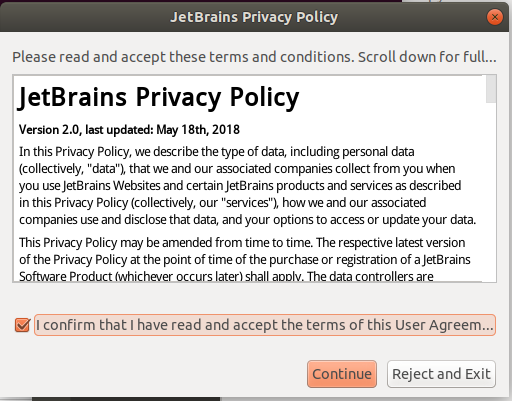 JetBrains Privacy Policy
Please read and accept these terms and conditions. Scroll down for full...
JetBrains Privacy Policy
Version 2.0, last updated: May 18th, 2018
In this Privacy Policy, we describe the type of data, including personal data
(collectively, "data"), that we and our associated companies collect from you when
you use JetBrains Websites and certain JetBrains products and services as described
in this Privacy Policy (collectively, our "services"), how we and our associated
companies use and disclose that data, and your options to access or update your data.
This Privacy Policy may be amended from time to time. The respective latest version
of the Privacy Policy at the point of time of the purchase or registration of a JetBrains
Software Product (whichever occurs later) shall apply. The data controllers are
I confirm that I have read and accept the terms of this User Agreem...
Continue
Reject and Exit